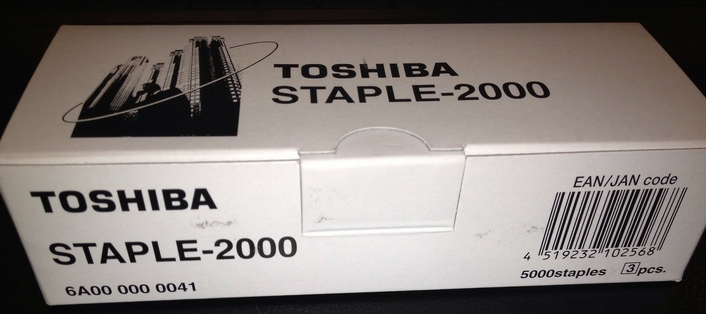 TOSHIBA
STAPLE-2000
TOSHIBA
STAPLE-2000
6A00 000 0041
EAN/JAN code
4 519232 102568
5000staples 3pcs.